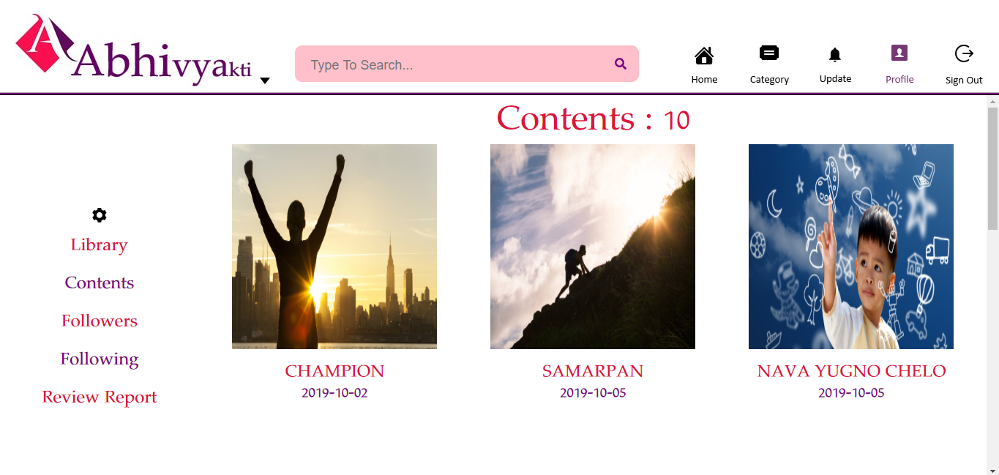 Abhivyakti
Type To Search...
Home
Category
Update
Profile
Sign Out
Contents : 10
Library
Contents
Followers
Following
Review Report
CHAMPION
2019-10-02
SAMARPAN
2019-10-05
NAVA YUGNO CHELO
2019-10-05